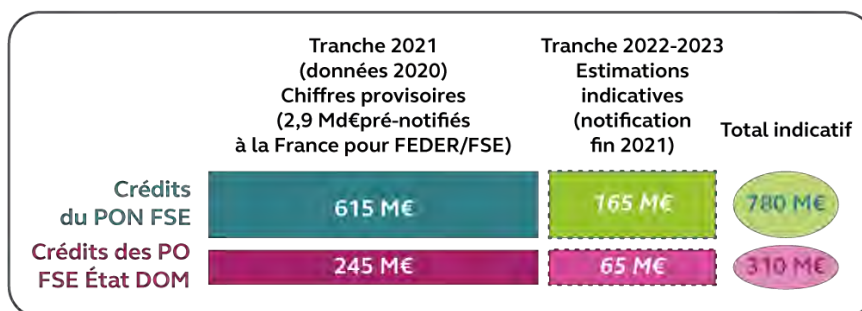 Tranche 2021
(données 2020)
Chiffres provisoires
(2,9 Md€pré-notifiés
à la France pour FEDER/FSE)
Tranche 2022-2023
Estimations
indicatives
(notification
fin 2021)
Total indicatif
Crédits
du PON FSE
615 M€
165 M€
780 M€
Crédits des PO
FSE État DOM
245 M€
65 M€
310 M€